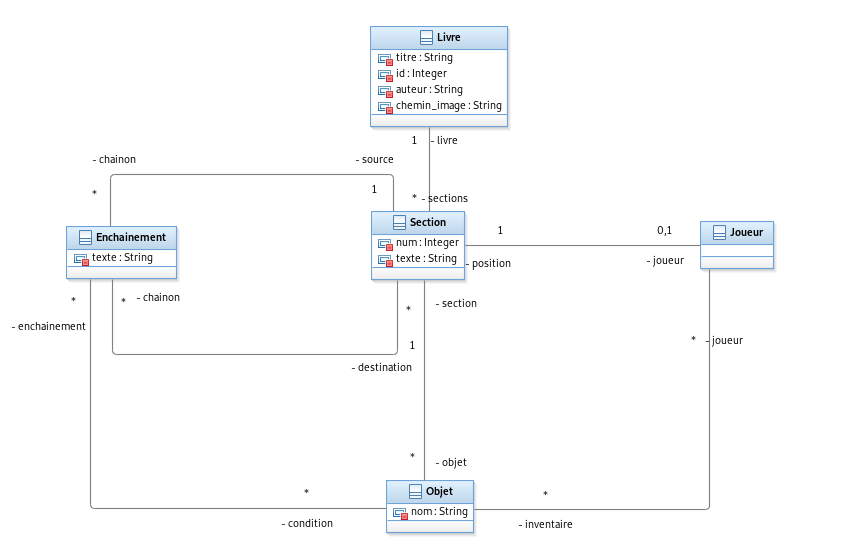 Livre
titre : String
id : Integer
auteur : String
chemin_image : String
1 - livre
- chainon - source
* 1
* - sections
Enchainement
texte : String
Section
num : Integer
texte : String
1 0,1
- position - joueur
Joueur
* * - chainon
- enchainement
* - section
1
- destination
* - joueur
* - objet
Objet
nom : String
* *
- condition - inventaire